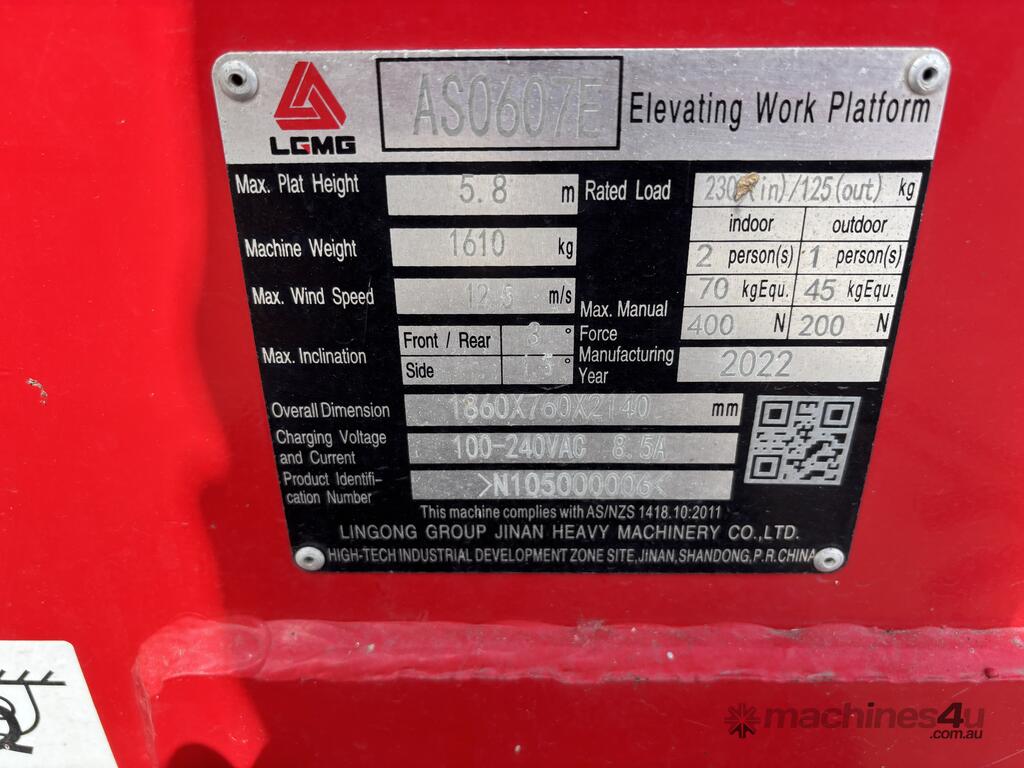 LGMG AS0607E Elevating Work Platform
Max. Plat Height 5.8 m Rated Load 230(in)/125(out) kg
indoor outdoor
Machine Weight 1610 kg 2 person(s) 1 person(s)
Max. Wind Speed 12.5 m/s 70 kgEqu. 45 kgEqu.
Max. Manual Force 400 N 200 N
Max. Inclination Front / Rear 3 °
Side 1.5 °
Manufacturing Year 2022
Overall Dimension 1860X760X2140 mm
Charging Voltage and Current 100-240VAC 8.5A
Product Identifi-
cation Number >N105000006<
This machine complies with AS/NZS 1418.10:2011
LINGONG GROUP JINAN HEAVY MACHINERY CO.,LTD.
HIGH-TECH INDUSTRIAL DEVELOPMENT ZONE SITE, JINAN, SHANDONG, P.R.CHINA
machines4u
.com.au